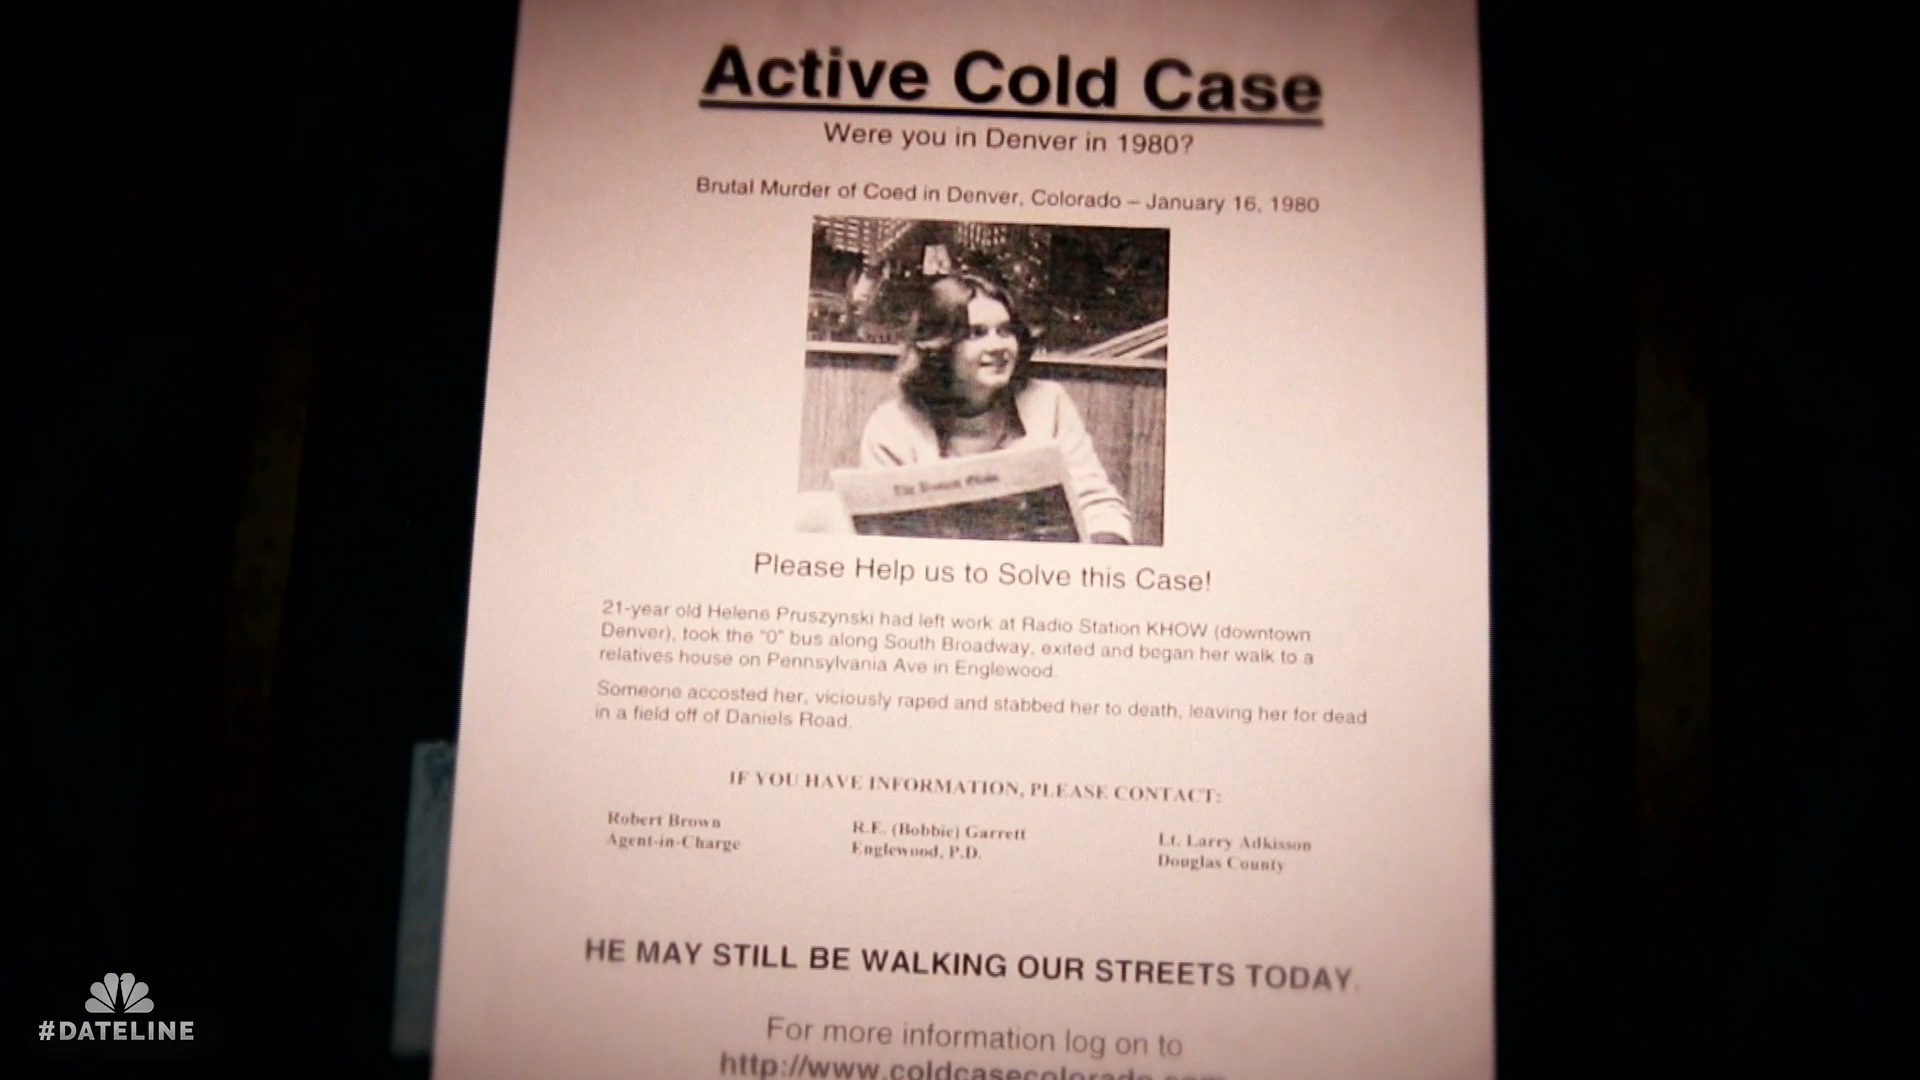 Active Cold Case
Were you in Denver in 1980?
Brutal Murder of Coed in Denver, Colorado – January 16, 1980
Please Help us to Solve this Case!
21-year old Helene Pruszynski had left work at Radio Station KHOW (downtown
Denver), took the "0" bus along South Broadway, exited and began her walk to a
relatives house on Pennsylvania Ave in Englewood.
Someone accosted her, viciously raped and stabbed her to death, leaving her for dead
in a field off of Daniels Road.
IF YOU HAVE INFORMATION, PLEASE CONTACT:
Robert Brown
Agent-in-Charge
R.E. (Bobbie) Garrett
Englewood, P.D.
Lt. Larry Adkisson
Douglas County
HE MAY STILL BE WALKING OUR STREETS TODAY.
For more information log on to
http://www.coldcasecolorado.com
#DATELINE